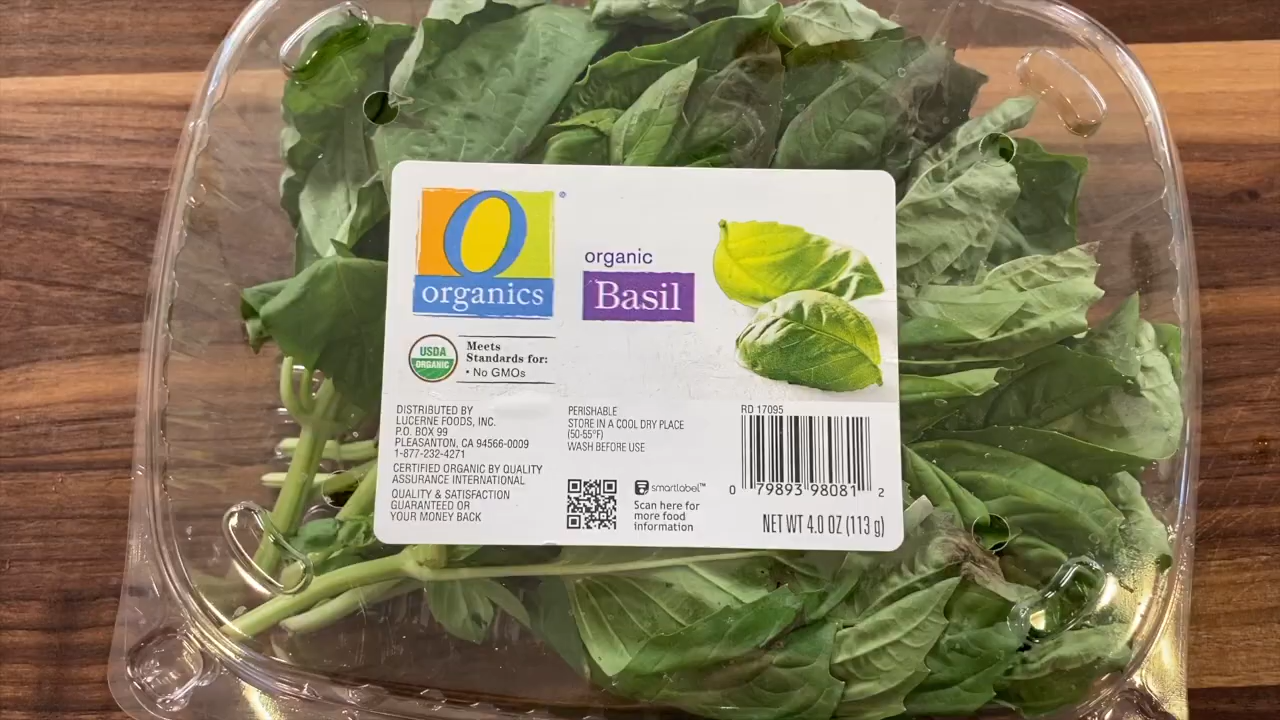 O
organics®
organic
Basil
USDA
ORGANIC
Meets
Standards for:
• No GMOs
DISTRIBUTED BY
LUCERNE FOODS, INC.
P.O. BOX 99
PLEASANTON, CA 94566-0009
1-877-232-4271
CERTIFIED ORGANIC BY QUALITY
ASSURANCE INTERNATIONAL
QUALITY & SATISFACTION
GUARANTEED OR
YOUR MONEY BACK
PERISHABLE
STORE IN A COOL DRY PLACE
(50-55°F)
WASH BEFORE USE
smartlabel™
Scan here for
more food
information
RD 17095
0 79893 98081 2
NET WT 4.0 OZ (113 g)